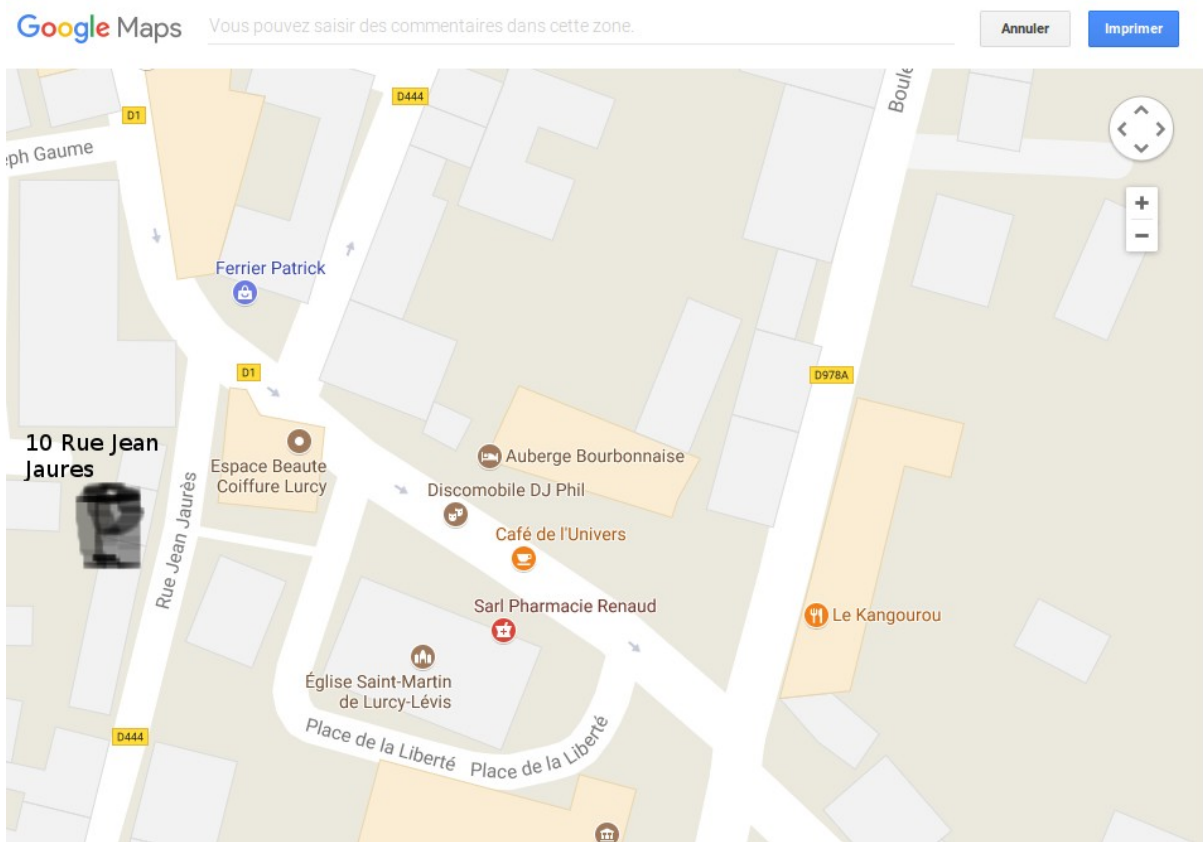 Google Maps
Vous pouvez saisir des commentaires dans cette zone.
Annuler
Imprimer
D444
D1
Boule
eph Gaume
Ferrier Patrick
D1
D978A
10 Rue Jean
Jaures
Espace Beaute
Coiffure Lurcy
Auberge Bourbonnaise
Discomobile DJ Phil
Rue Jean Jaurès
Café de l'Univers
Sarl Pharmacie Renaud
Le Kangourou
Église Saint-Martin
de Lurcy-Lévis
Place de la Liberté
Place de la Liberté
D444